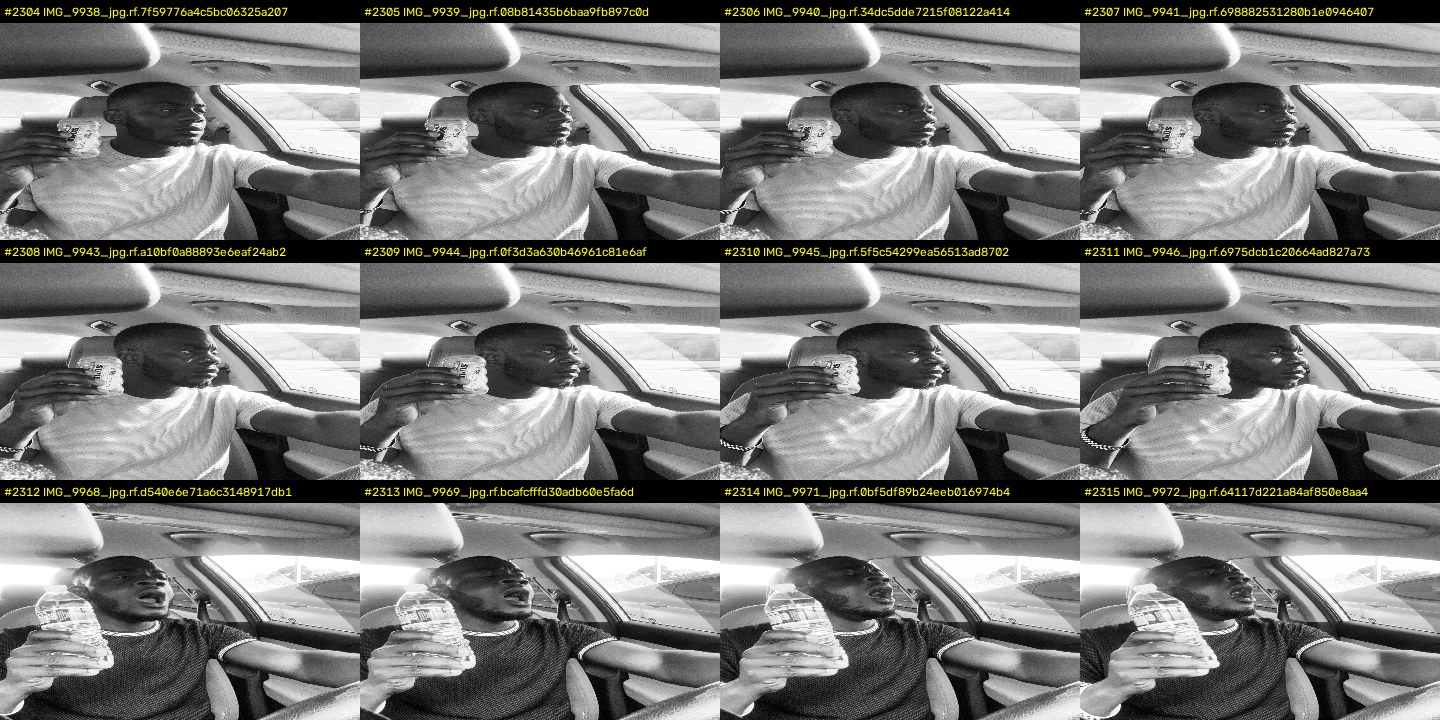 #2304 IMG_9938_jpg.rf.7f59776a4c5bc06325a207
#2305 IMG_9939_jpg.rf.08b81435b6baa9fb897c0d
#2306 IMG_9940_jpg.rf.34dc5dde7215f08122a414
#2307 IMG_9941_jpg.rf.698882531280b1e0946407
#2308 IMG_9943_jpg.rf.a10bf0a88893e6eaf24ab2
#2309 IMG_9944_jpg.rf.0f3d3a630b46961c81e6af
#2310 IMG_9945_jpg.rf.5f5c54299ea56513ad8702
#2311 IMG_9946_jpg.rf.6975dcb1c20664ad827a73
#2312 IMG_9968_jpg.rf.d540e6e71a6c3148917db1
#2313 IMG_9969_jpg.rf.bcafcfffd30adb60e5fa6d
#2314 IMG_9971_jpg.rf.0bf5df89b24eeb016974b4
#2315 IMG_9972_jpg.rf.64117d221a84af850e8aa4